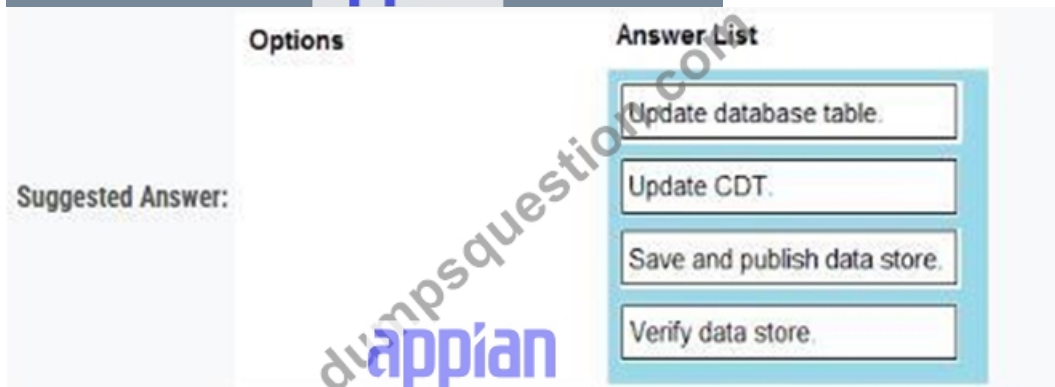 Options
Answer List
Update database table.
Update CDT.
Suggested Answer:
Save and publish data store.
Verify data store.
appian
dumpsquestion.com